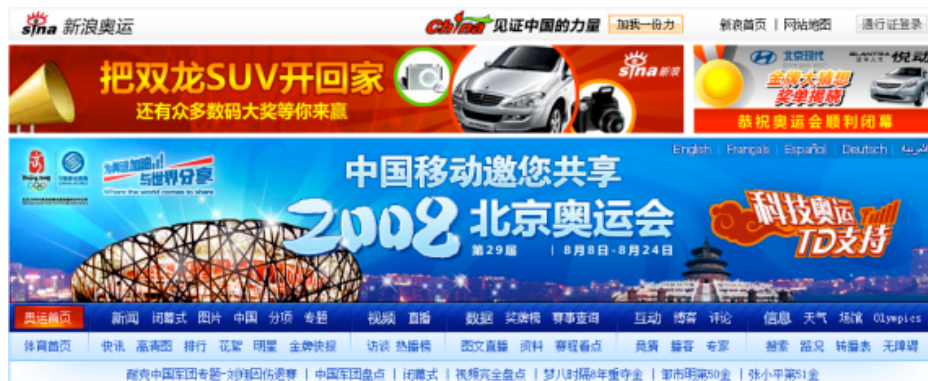 sina 新浪奥运
China 见证中国的力量 加我一份力
新浪首页 | 网站地图 通行证登录
把双龙SUV开回家
还有众多数码大奖等你来赢
sina新浪
北京现代 ELANTRA 悦动
金牌大猜想
奖单揭晓
恭祝奥运会顺利闭幕
English | Français | Español | Deutsch | العربية
Beijing 2008
与世界分享
Where the world comes to share
中国移动邀您共享
2008北京奥运会
第29届 | 8月8日-8月24日
科技奥运
TD支持
奥运首页 新闻 闭幕式 图片 中国 分项 专题 视频 直播 数据 奖牌榜 赛事查询 互动 博客 评论 信息 天气 场馆 Olympics
体育首页 快讯 高清图 排行 花絮 明星 金牌快报 访谈 热播榜 图文直播 资料 赛程看点 竞猜 播客 专家 搜索 路况 转播表 无障碍
耐克中国军团专题-刘翔因伤退赛 | 中国军团盘点 | 闭幕式 | 视频完全盘点 | 梦八时隔8年重夺金 | 邹市明第50金 | 张小平第51金